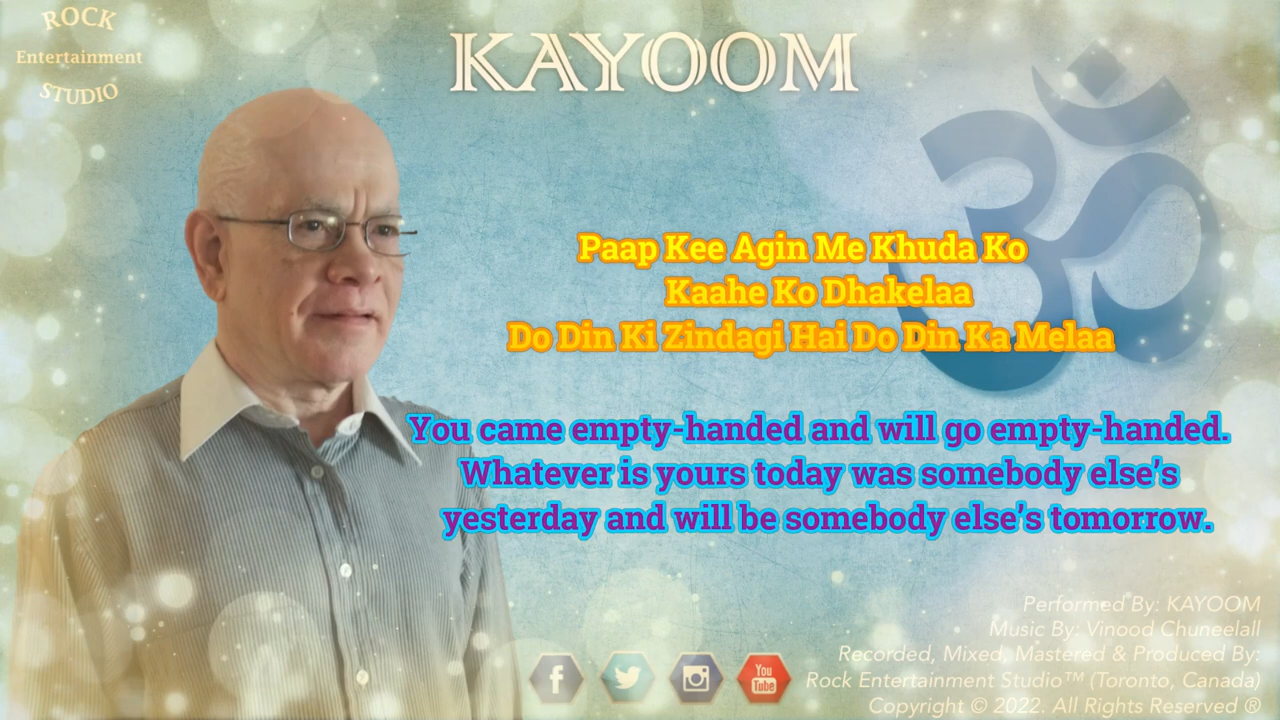 ROCK
Entertainment
STUDIO
KAYOOM
Paap Kee Agin Me Khuda Ko
Kaahe Ko Dhakelaa
Do Din Ki Zindagi Hai Do Din Ka Melaa
You came empty-handed and will go empty-handed.
Whatever is yours today was somebody else's
yesterday and will be somebody else's tomorrow.
Performed By: KAYOOM
Music By: Vinood Chuneelall
Recorded, Mixed, Mastered & Produced By:
Rock Entertainment Studio™ (Toronto, Canada)
Copyright © 2022. All Rights Reserved ®
f
You
Tube
ॐ